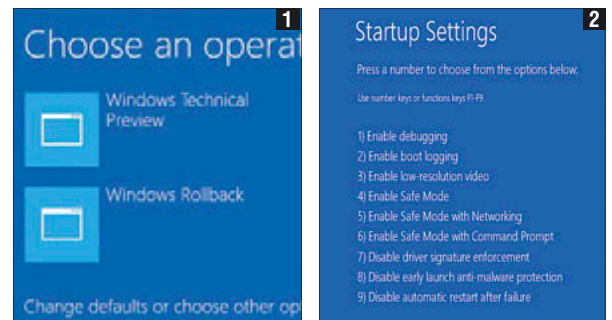 1
Choose an operat
Windows Technical
Preview
Windows Rollback
Change defaults or choose other op
2
Startup Settings
Press a number to choose from the options below:
Use number keys or functions keys F1-F9.
1) Enable debugging
2) Enable boot logging
3) Enable low-resolution video
4) Enable Safe Mode
5) Enable Safe Mode with Networking
6) Enable Safe Mode with Command Prompt
7) Disable driver signature enforcement
8) Disable early launch anti-malware protection
9) Disable automatic restart after failure